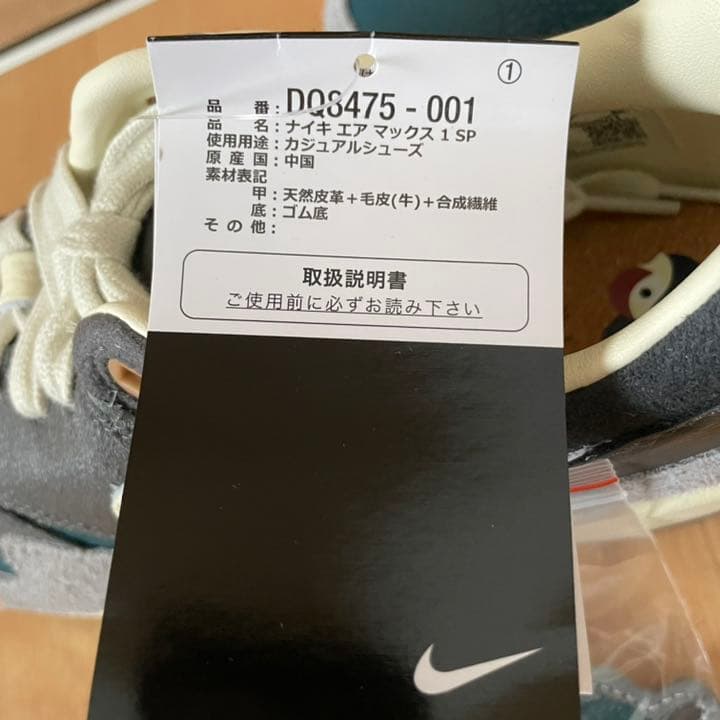 ①
品番：DQ8475 - 001
品名：ナイキ エア マックス 1 SP
使用用途：カジュアルシューズ
原産国：中国
素材表記
甲：天然皮革＋毛皮(牛)＋合成繊維
底：ゴム底
その他：
取扱説明書
ご使用前に必ずお読み下さい